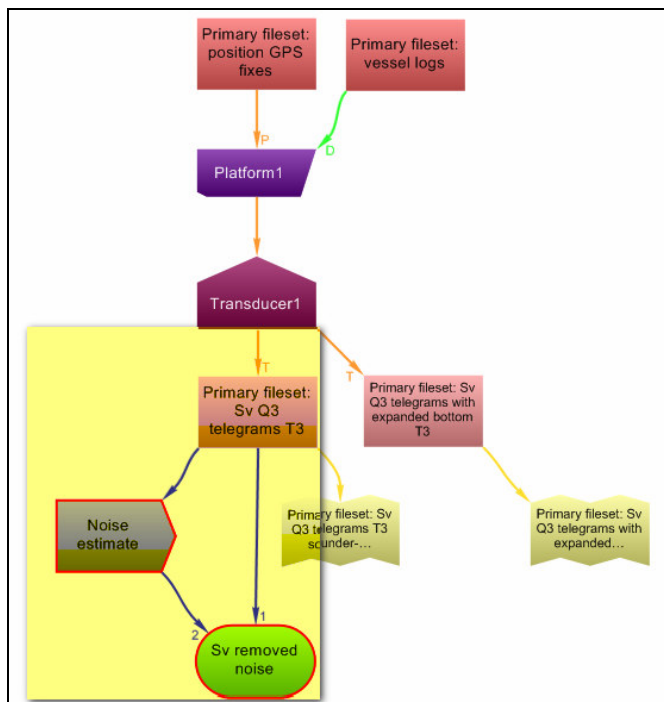 Primary fileset:
position GPS
fixes
Primary fileset:
vessel logs
P
D
Platform1
Transducer1
T
T
Primary fileset:
Sv Q3
telegrams T3
Primary fileset: Sv
Q3 telegrams with
expanded bottom
T3
Noise
estimate
Primary fileset: Sv
Q3 telegrams T3
sounder-...
Primary fileset: Sv
Q3 telegrams with
expanded...
2
1
Sv removed
noise